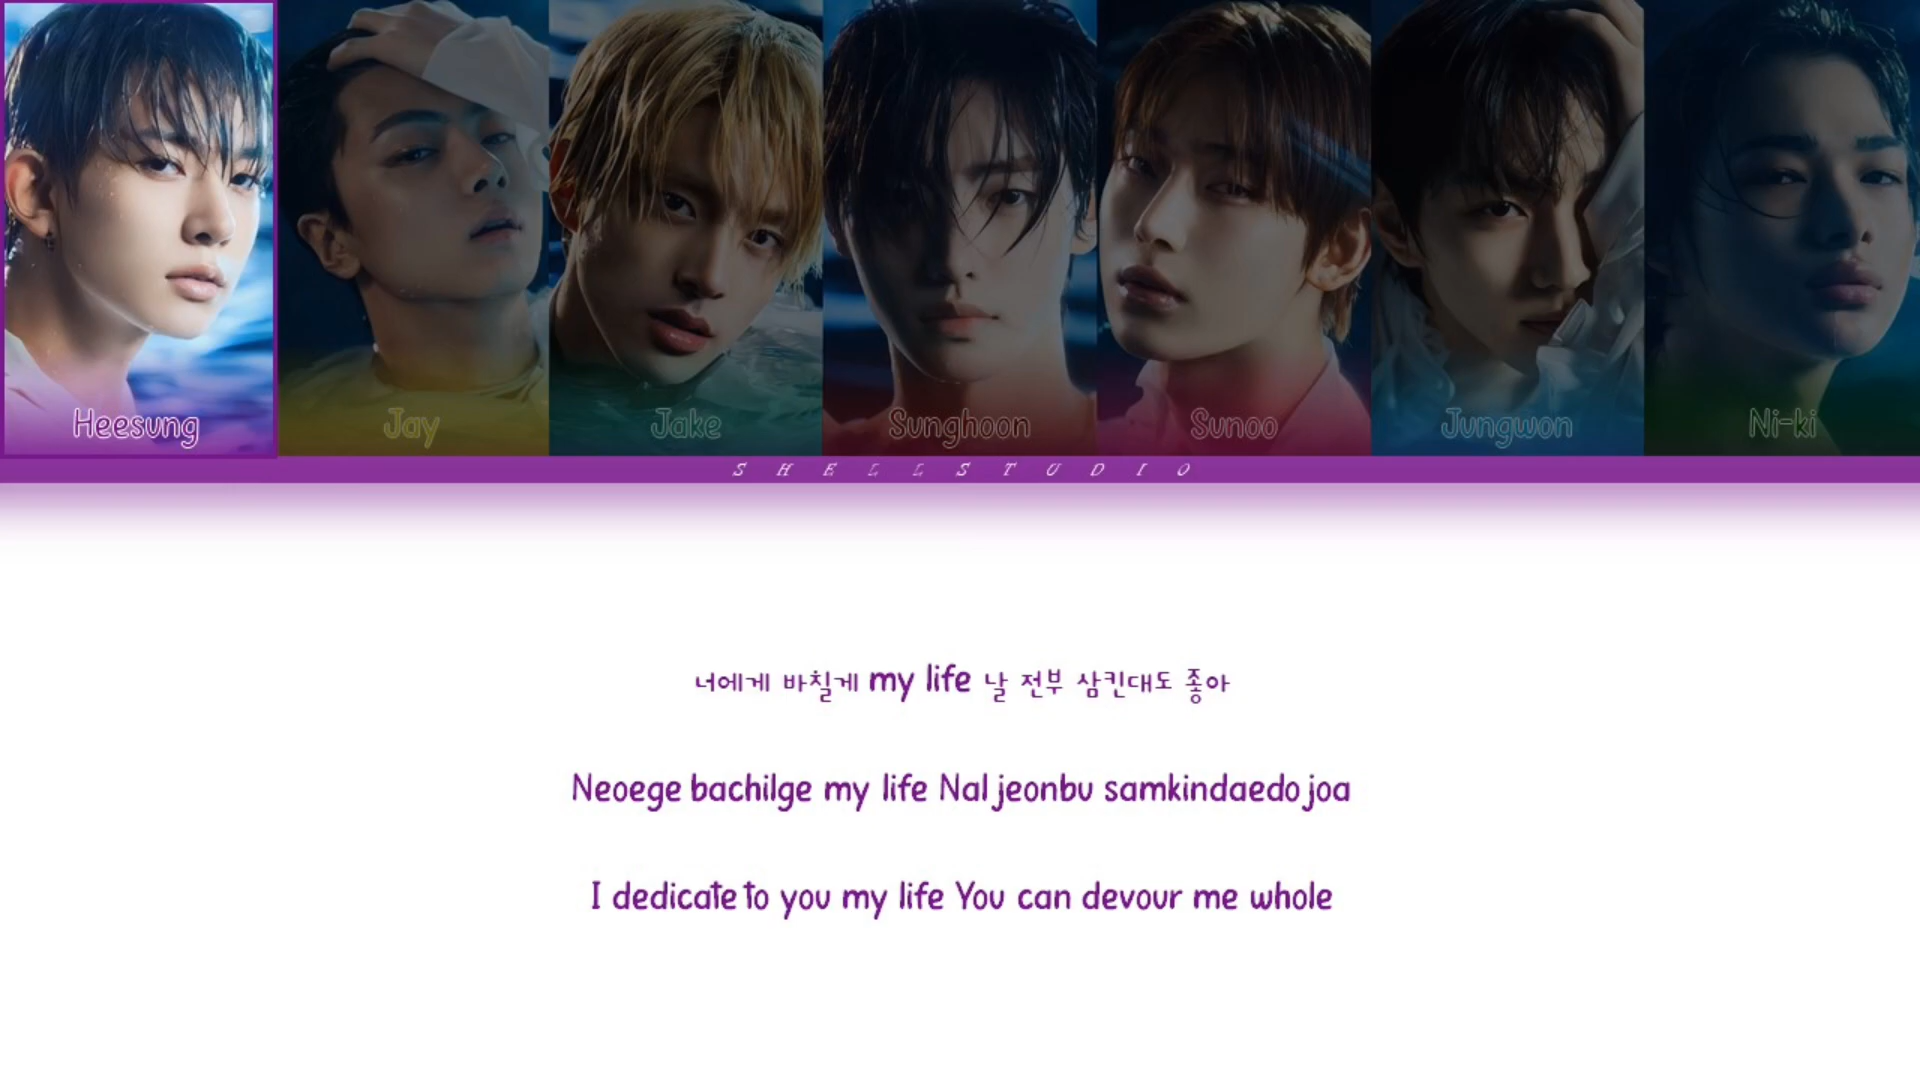 Heesung
Jay
Jake
Sunghoon
Sunoo
Jungwon
Ni-ki
SHELLSTUDIO
너에게 바칠게 my life 날 전부 삼킨대도 좋아
Neoege bachilge my life Nal jeonbu samkindaedo joa
I dedicate to you my life You can devour me whole